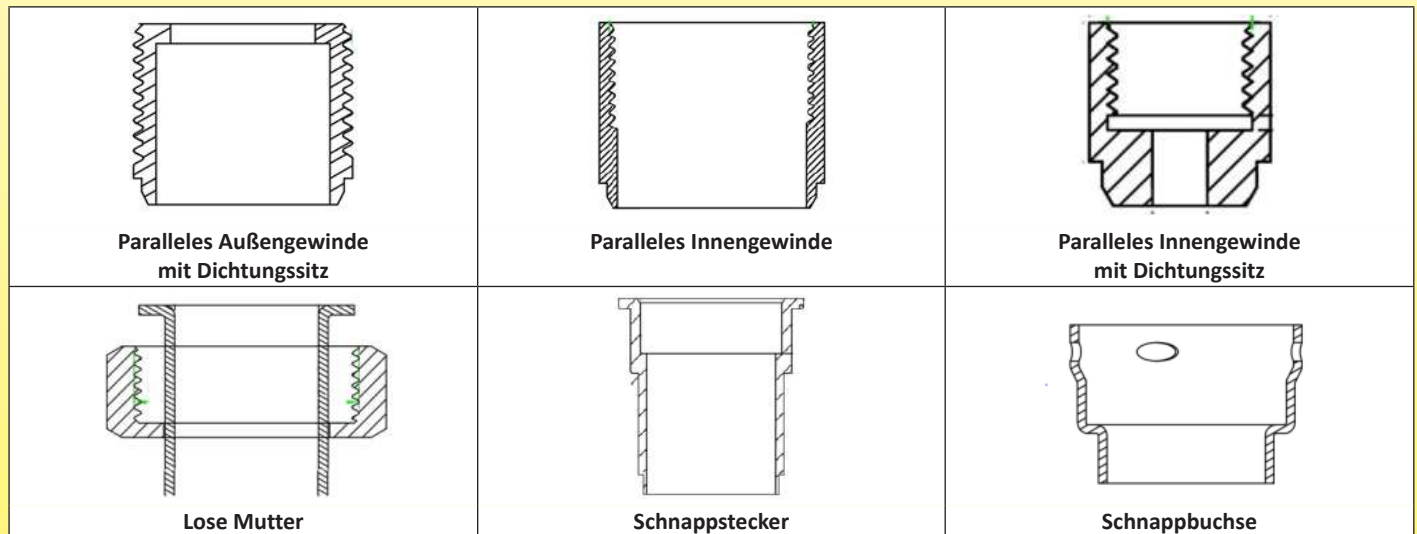 Paralleles Außengewinde
mit Dichtungssitz
Paralleles Innengewinde
Paralleles Innengewinde
mit Dichtungssitz
Lose Mutter
Schnappstecker
Schnappbuchse